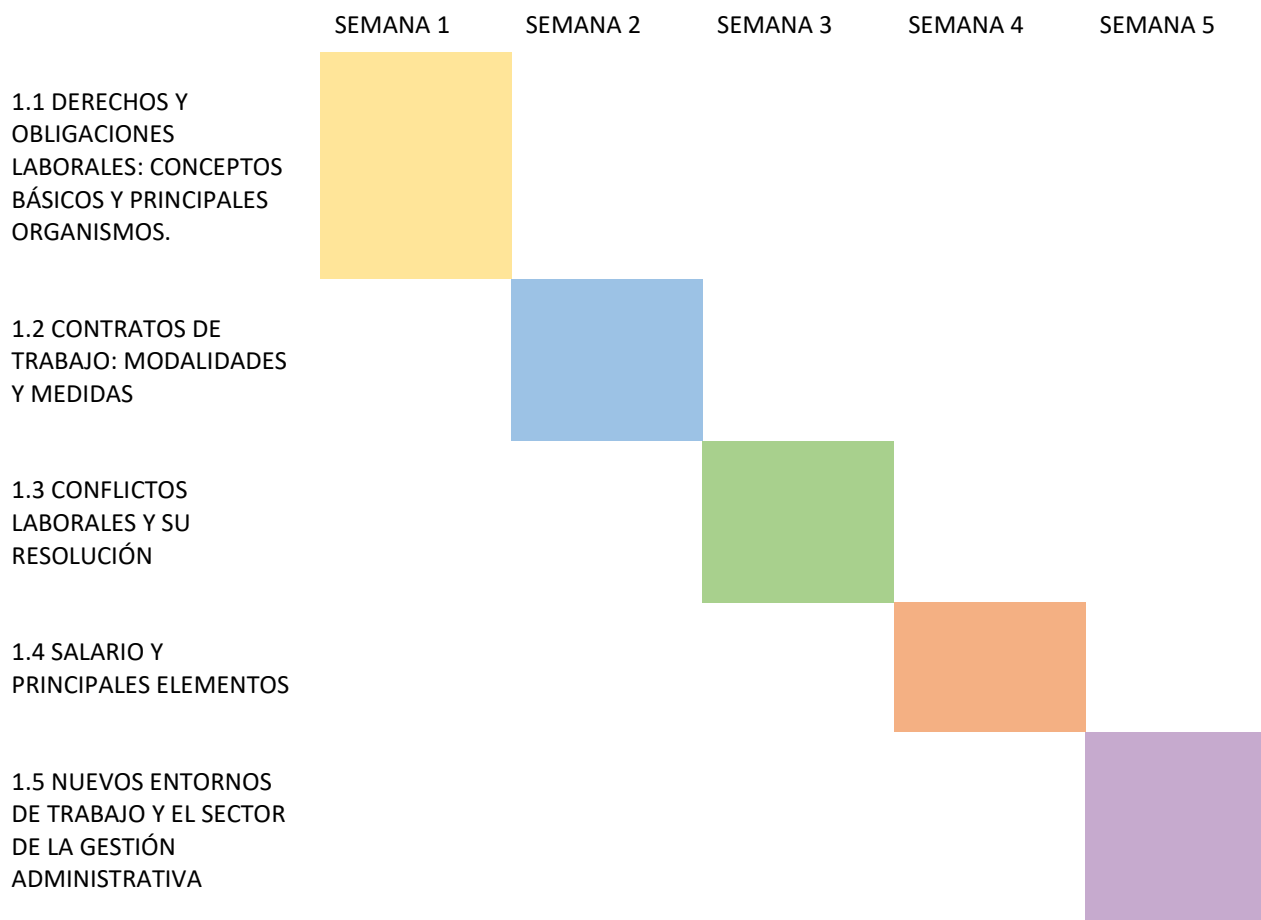 SEMANA 1 SEMANA 2 SEMANA 3 SEMANA 4 SEMANA 5
1.1 DERECHOS Y
OBLIGACIONES
LABORALES: CONCEPTOS
BÁSICOS Y PRINCIPALES
ORGANISMOS.
1.2 CONTRATOS DE
TRABAJO: MODALIDADES
Y MEDIDAS
1.3 CONFLICTOS
LABORALES Y SU
RESOLUCIÓN
1.4 SALARIO Y
PRINCIPALES ELEMENTOS
1.5 NUEVOS ENTORNOS
DE TRABAJO Y EL SECTOR
DE LA GESTIÓN
ADMINISTRATIVA